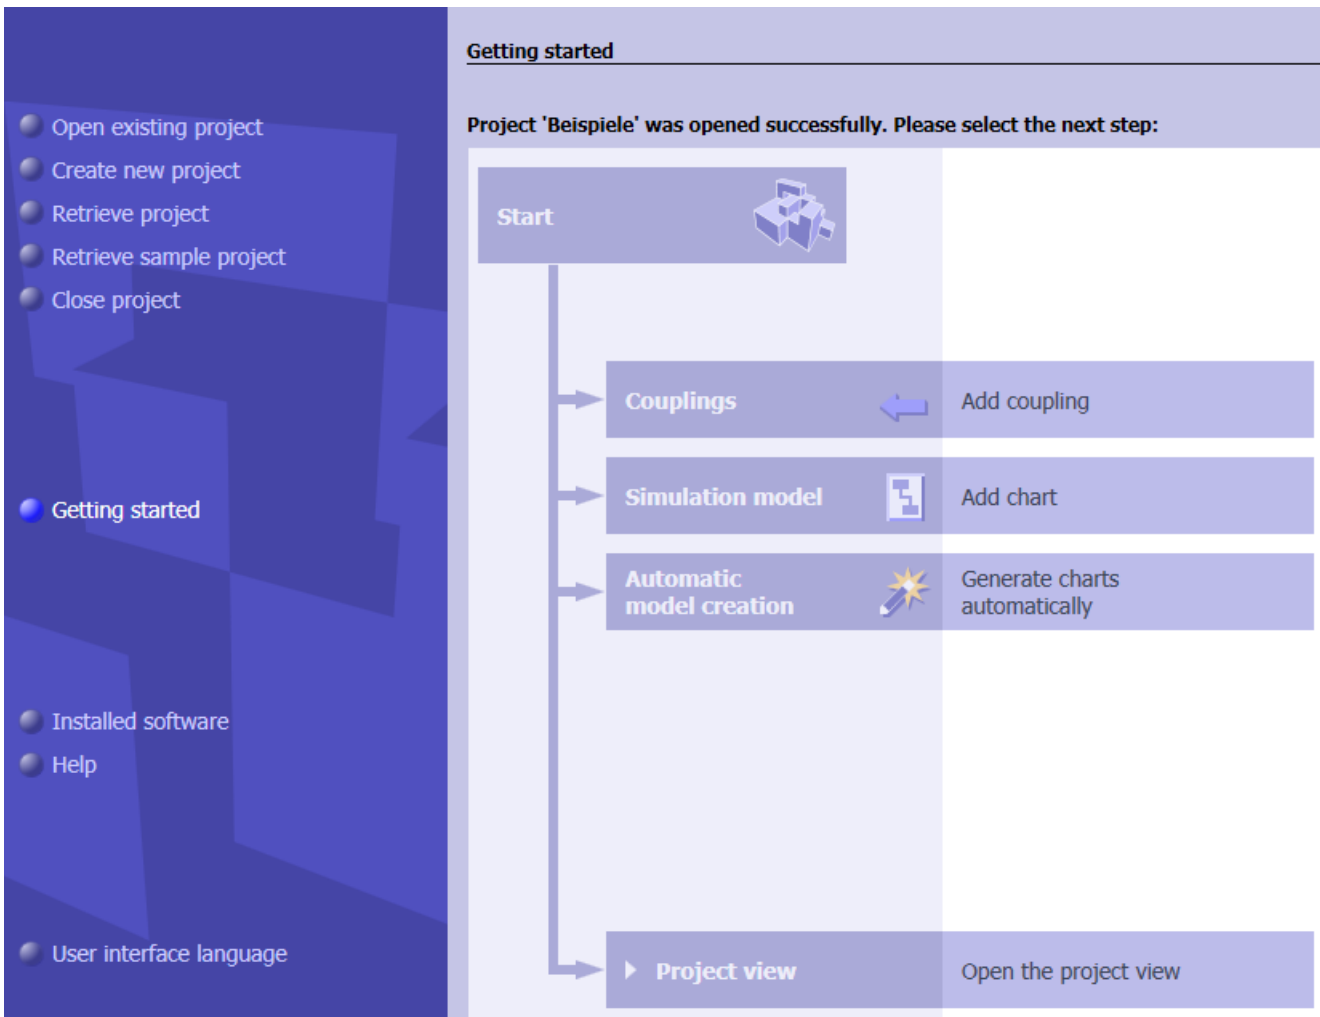 Open existing project
Create new project
Retrieve project
Retrieve sample project
Close project
Getting started
Installed software
Help
User interface language
Getting started
Project 'Beispiele' was opened successfully. Please select the next step:
Start
Couplings
Add coupling
Simulation model
Add chart
Automatic
model creation
Generate charts
automatically
Project view
Open the project view